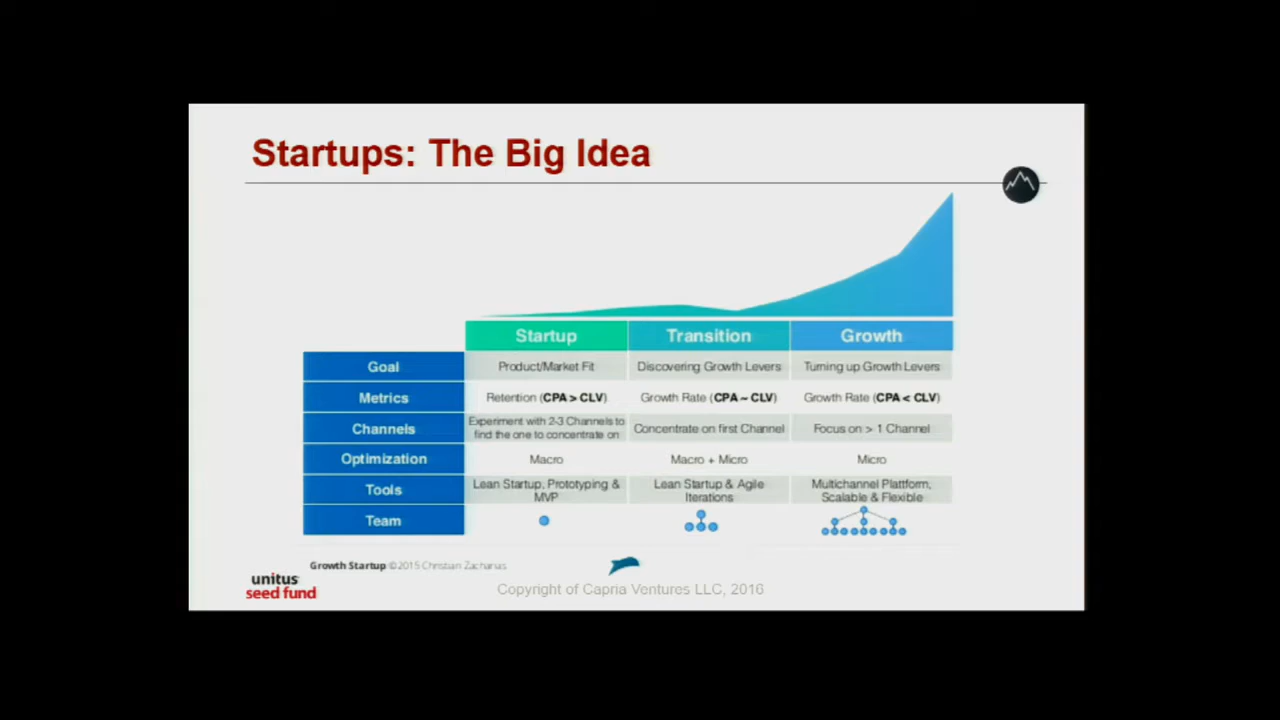 Startups: The Big Idea
Startup Transition Growth
Goal Product/Market Fit Discovering Growth Levers Turning up Growth Levers
Metrics Retention (CPA > CLV) Growth Rate (CPA ~ CLV) Growth Rate (CPA < CLV)
Channels Experiment with 2-3 Channels to find the one to concentrate on Concentrate on first Channel Focus on > 1 Channel
Optimization Macro Macro + Micro Micro
Tools Lean Startup, Prototyping & MVP Lean Startup & Agile Iterations Multichannel Plattform, Scalable & Flexible
Team
Growth Startup ©2015 Christian Zacharias
unitus
seed fund
Copyright of Capria Ventures LLC, 2016